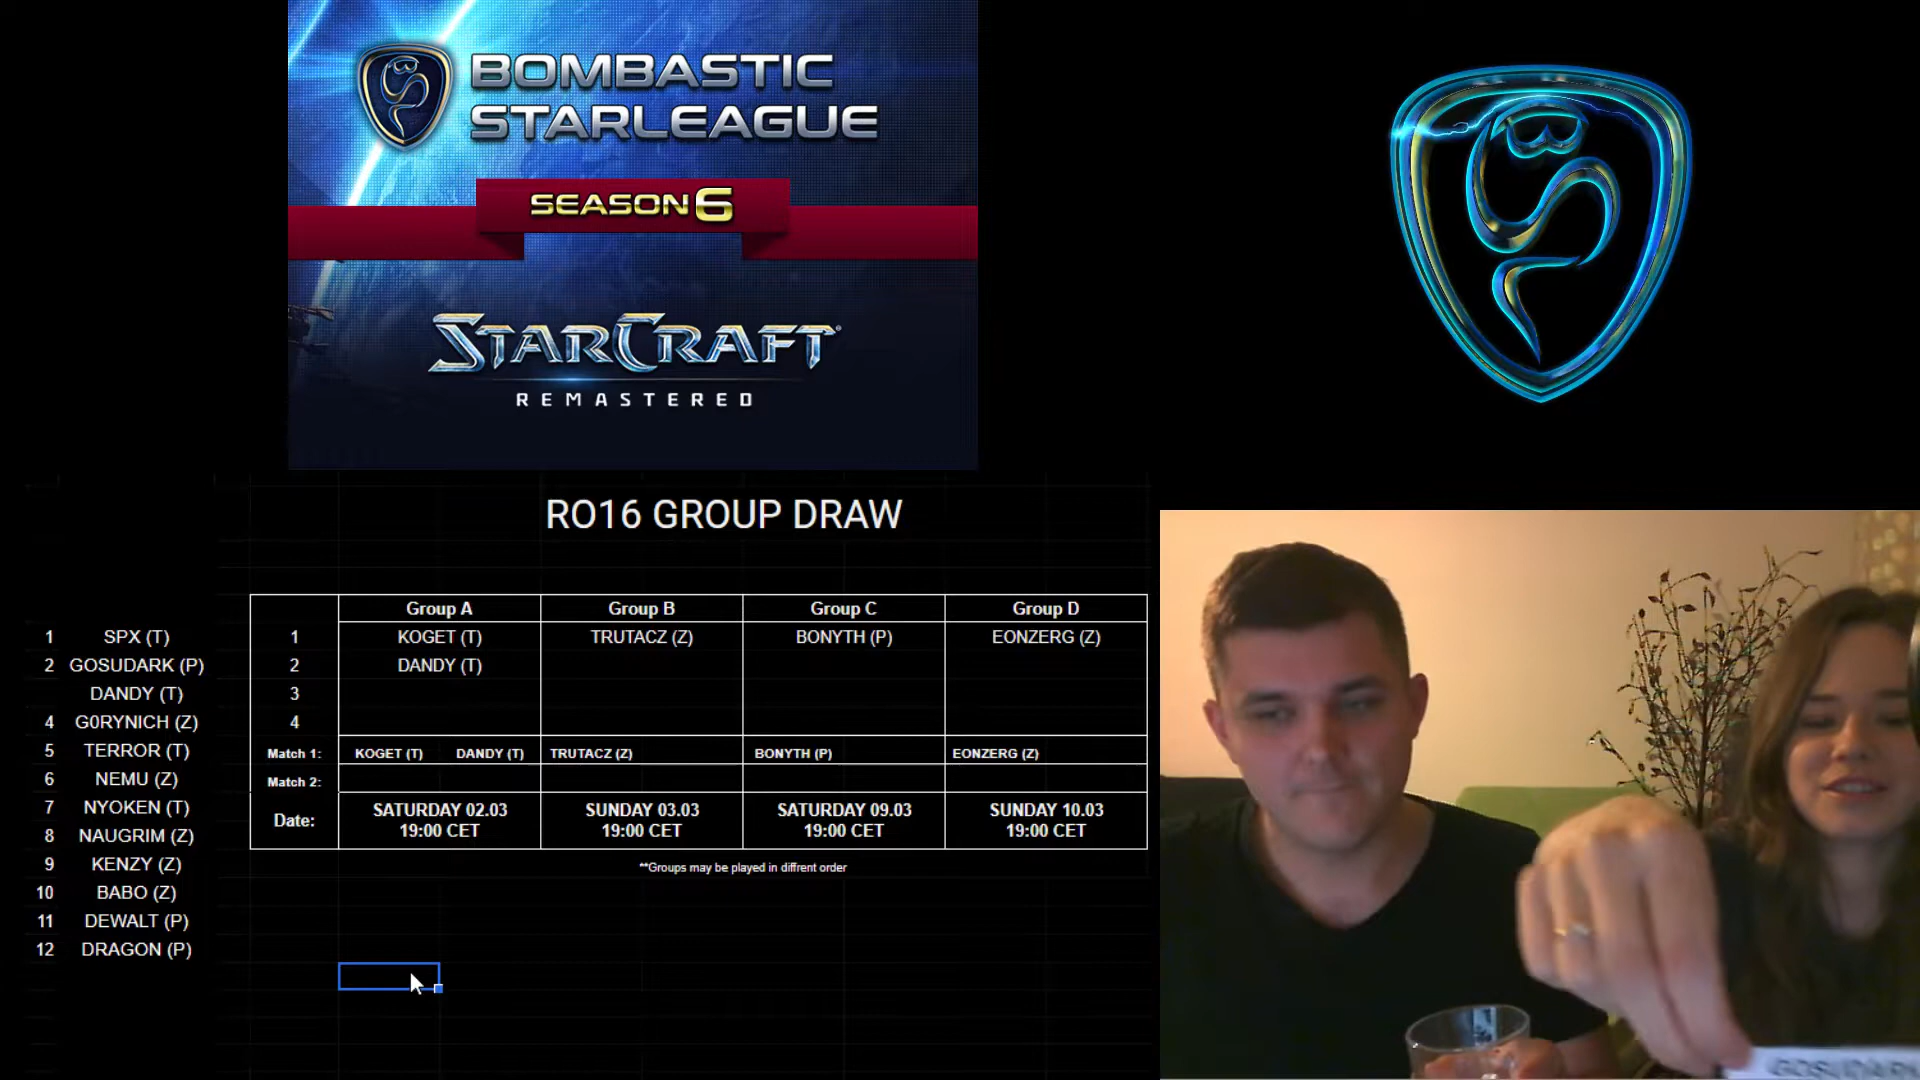 BOMBASTIC
STARLEAGUE
SEASON 6
STARCRAFT
REMASTERED
RO16 GROUP DRAW
Group A Group B Group C Group D
1 SPX (T) 1 KOGET (T) TRUTACZ (Z) BONYTH (P) EONZERG (Z)
2 GOSUDARK (P) 2 DANDY (T)
DANDY (T) 3
4 G0RYNICH (Z) 4
5 TERROR (T) Match 1: KOGET (T) DANDY (T) TRUTACZ (Z) BONYTH (P) EONZERG (Z)
6 NEMU (Z) Match 2:
7 NYOKEN (T) Date: SATURDAY 02.03 SUNDAY 03.03 SATURDAY 09.03 SUNDAY 10.03
8 NAUGRIM (Z) 19:00 CET 19:00 CET 19:00 CET 19:00 CET
9 KENZY (Z) **Groups may be played in diffrent order
10 BABO (Z)
11 DEWALT (P)
12 DRAGON (P)
GOSUDARK